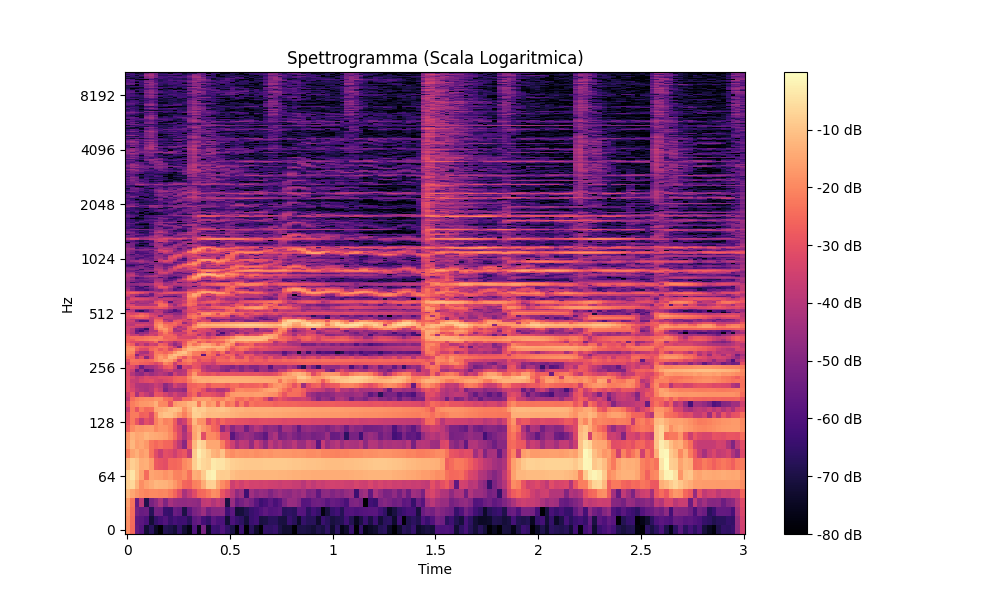 Spettrogramma (Scala Logaritmica)
Hz
8192
4096
2048
1024
512
256
128
64
0
0 0.5 1 1.5 2 2.5 3
Time
-10 dB
-20 dB
-30 dB
-40 dB
-50 dB
-60 dB
-70 dB
-80 dB